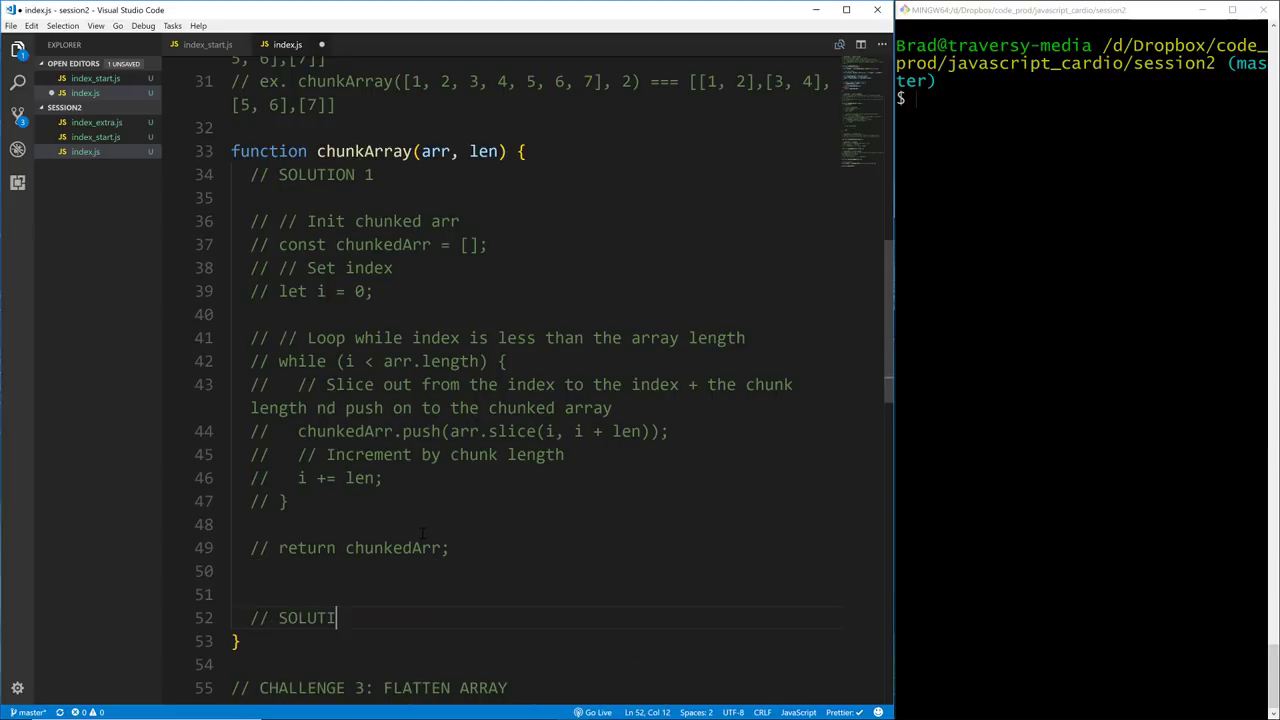 index.js - session2 - Visual Studio Code
File Edit Selection View Go Debug Tasks Help
EXPLORER
OPEN EDITORS 1 UNSAVED
index_start.js U
index.js U
SESSION2
index_extra.js U
index_start.js U
index.js U
1
3
index_start.js index.js
5, 6],[7]]
31 // ex. chunkArray([1, 2, 3, 4, 5, 6, 7], 2) === [[1, 2],[3, 4],
[5, 6],[7]]
32
33 function chunkArray(arr, len) {
34 // SOLUTION 1
35
36 // // Init chunked arr
37 // const chunkedArr = [];
38 // // Set index
39 // let i = 0;
40
41 // // Loop while index is less than the array length
42 // while (i < arr.length) {
43 // // Slice out from the index to the index + the chunk
length nd push on to the chunked array
44 // chunkedArr.push(arr.slice(i, i + len));
45 // // Increment by chunk length
46 // i += len;
47 // }
48
49 // return chunkedArr;
50
51
52 // SOLUTI
53 }
54
55 // CHALLENGE 3: FLATTEN ARRAY
master* 0 0 Go Live Ln 52, Col 12 Spaces: 2 UTF-8 CRLF JavaScript Prettier: ✓
MINGW64:/d/Dropbox/code_prod/javascript_cardio/session2
Brad@traversy-media /d/Dropbox/code_
prod/javascript_cardio/session2 (mas
ter)
$